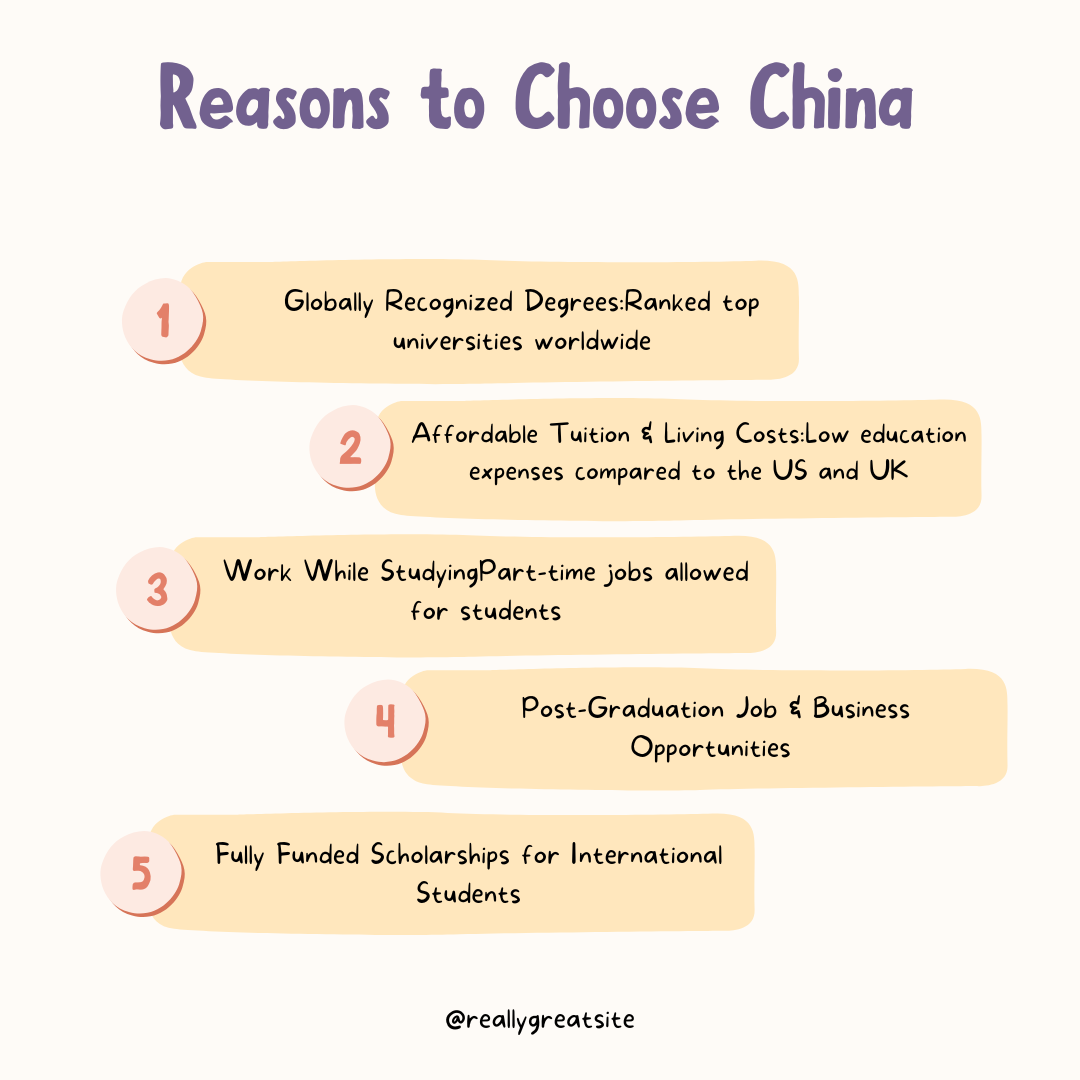 Reasons to Choose China
1
Globally Recognized Degrees:Ranked top
universities worldwide
2
Affordable Tuition & Living Costs:Low education
expenses compared to the US and UK
3
Work While StudyingPart-time jobs allowed
for students
4
Post-Graduation Job & Business
Opportunities
5
Fully Funded Scholarships for International
Students
@reallygreatsite